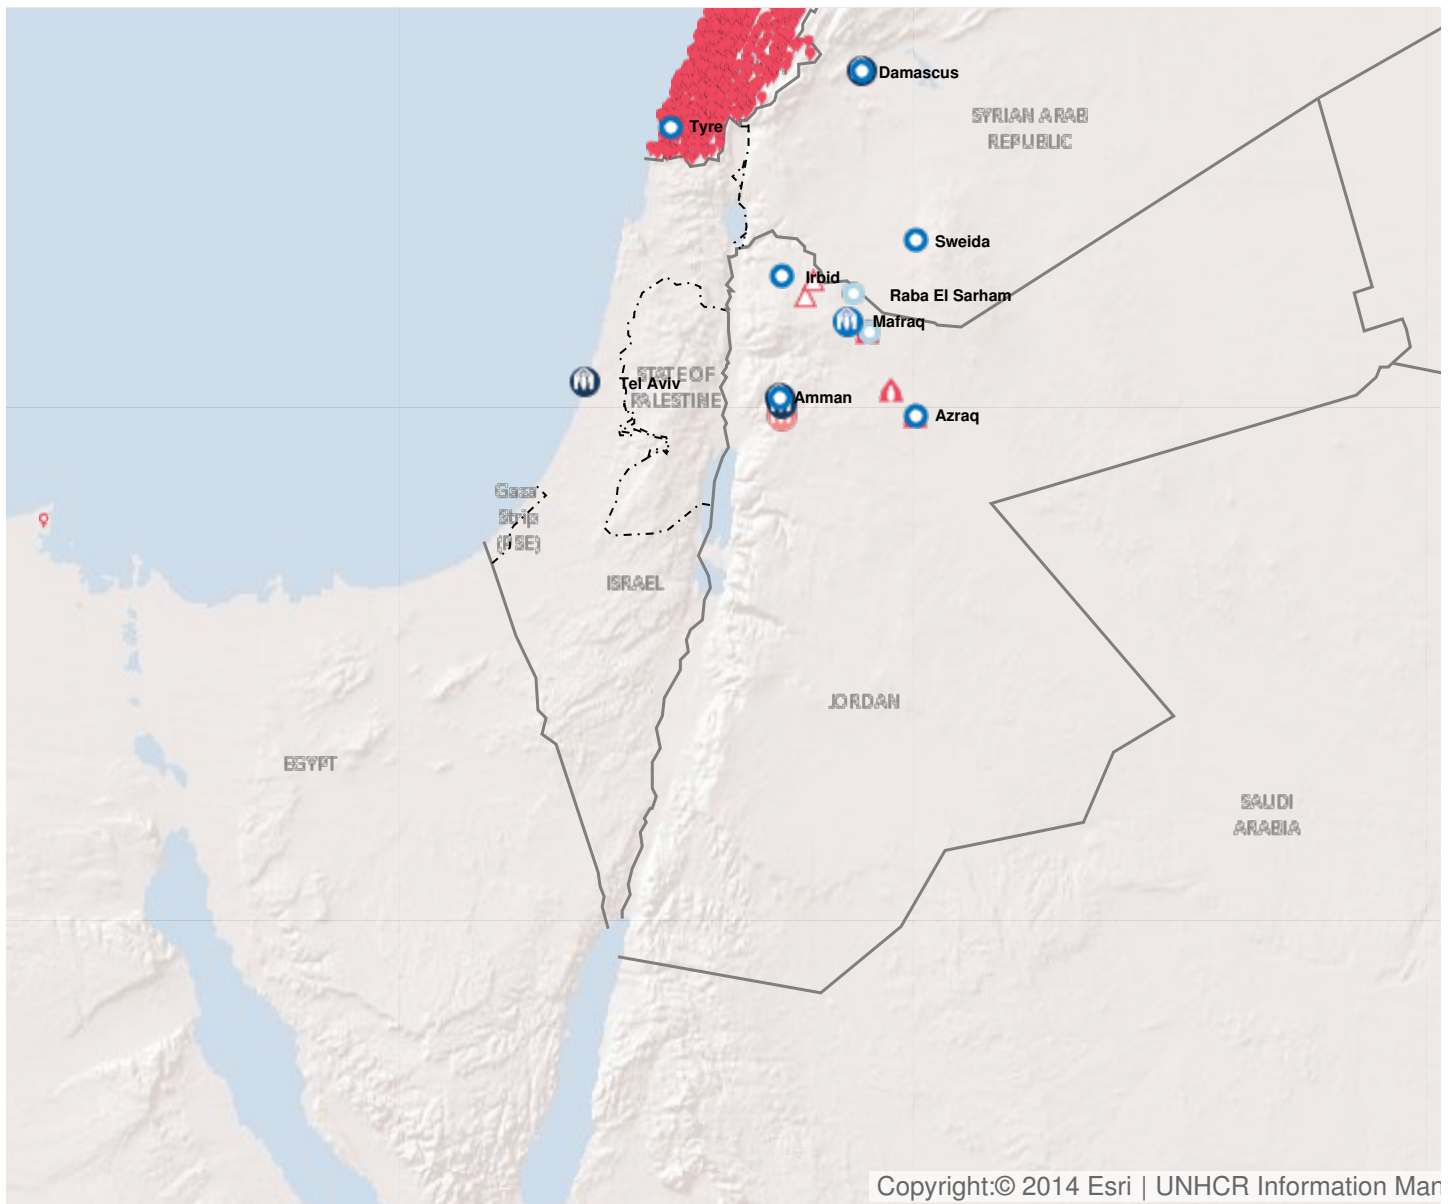 Damascus
SYRIAN ARAB
REPUBLIC
Tyre
Sweida
Irbid
Raba El Sarham
Mafraq
STATE OF
PALESTINE
Tel Aviv
Amman
Azraq
Gaza
Strip
(PSE)
ISRAEL
JORDAN
EGYPT
SAUDI
ARABIA
Copyright:© 2014 Esri | UNHCR Information Man